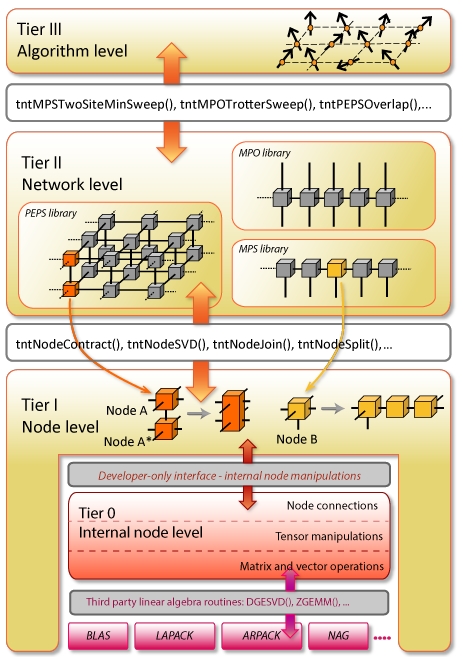 Tier III
Algorithm level
tntMPSTwoSiteMinSweep(), tntMPOTrotterSweep(), tntPEPSOverlap(),...
Tier II
Network level
MPO library
PEPS library
MPS library
tntNodeContract(), tntNodeSVD(), tntNodeJoin(), tntNodeSplit(),...
Tier I
Node level
Node A
Node A*
Node B
Developer-only interface - internal node manipulations
Tier 0
Internal node level
Node connections
Tensor manipulations
Matrix and vector operations
Third party linear algebra routines: DGESVD(), ZGEMM(), ...
BLAS LAPACK ARPACK NAG ....